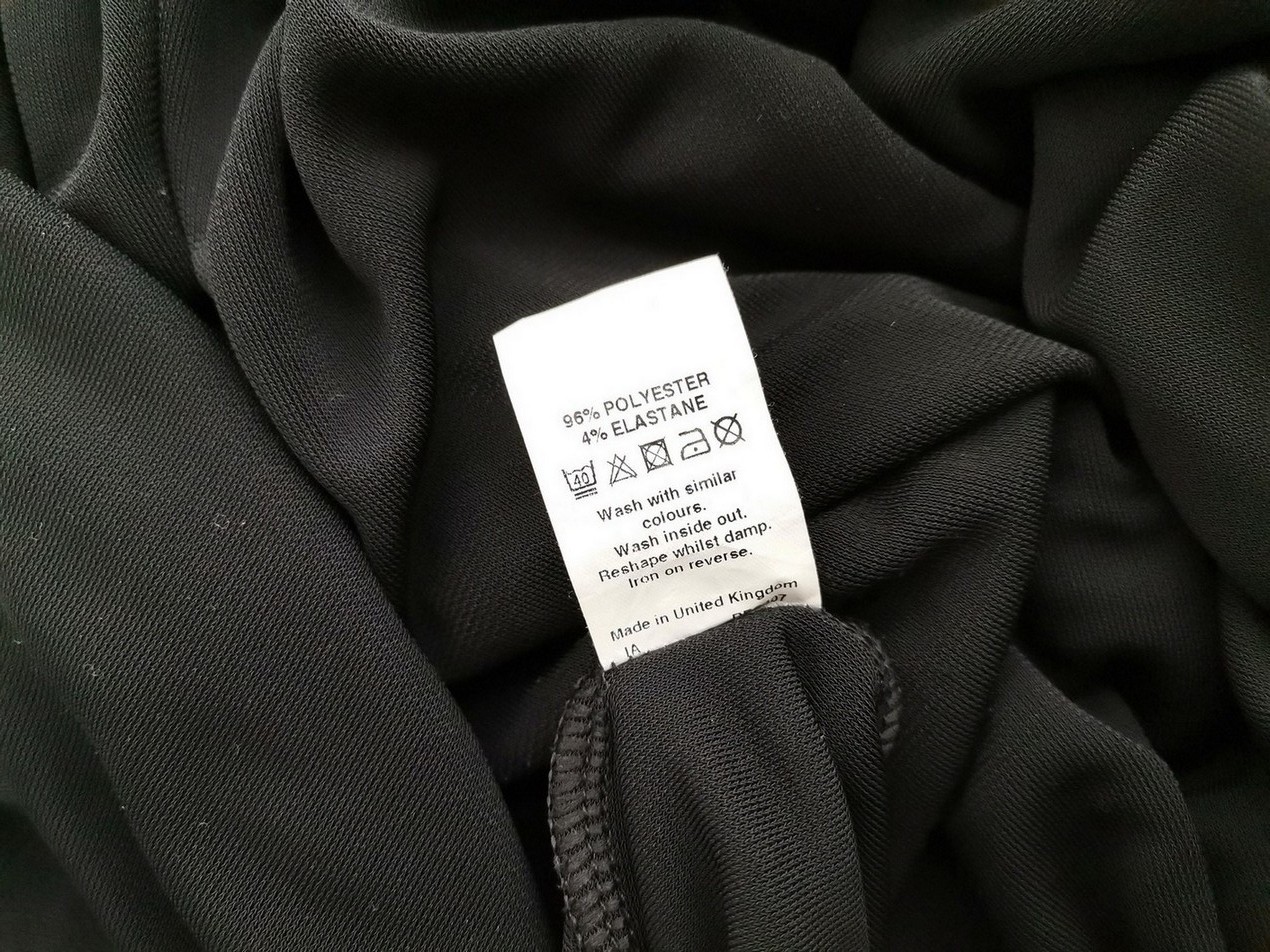 96% POLYESTER
4% ELASTANE
40
Wash with similar
colours.
Wash inside out.
Reshape whilst damp.
Iron on reverse.
Made in United Kingdom